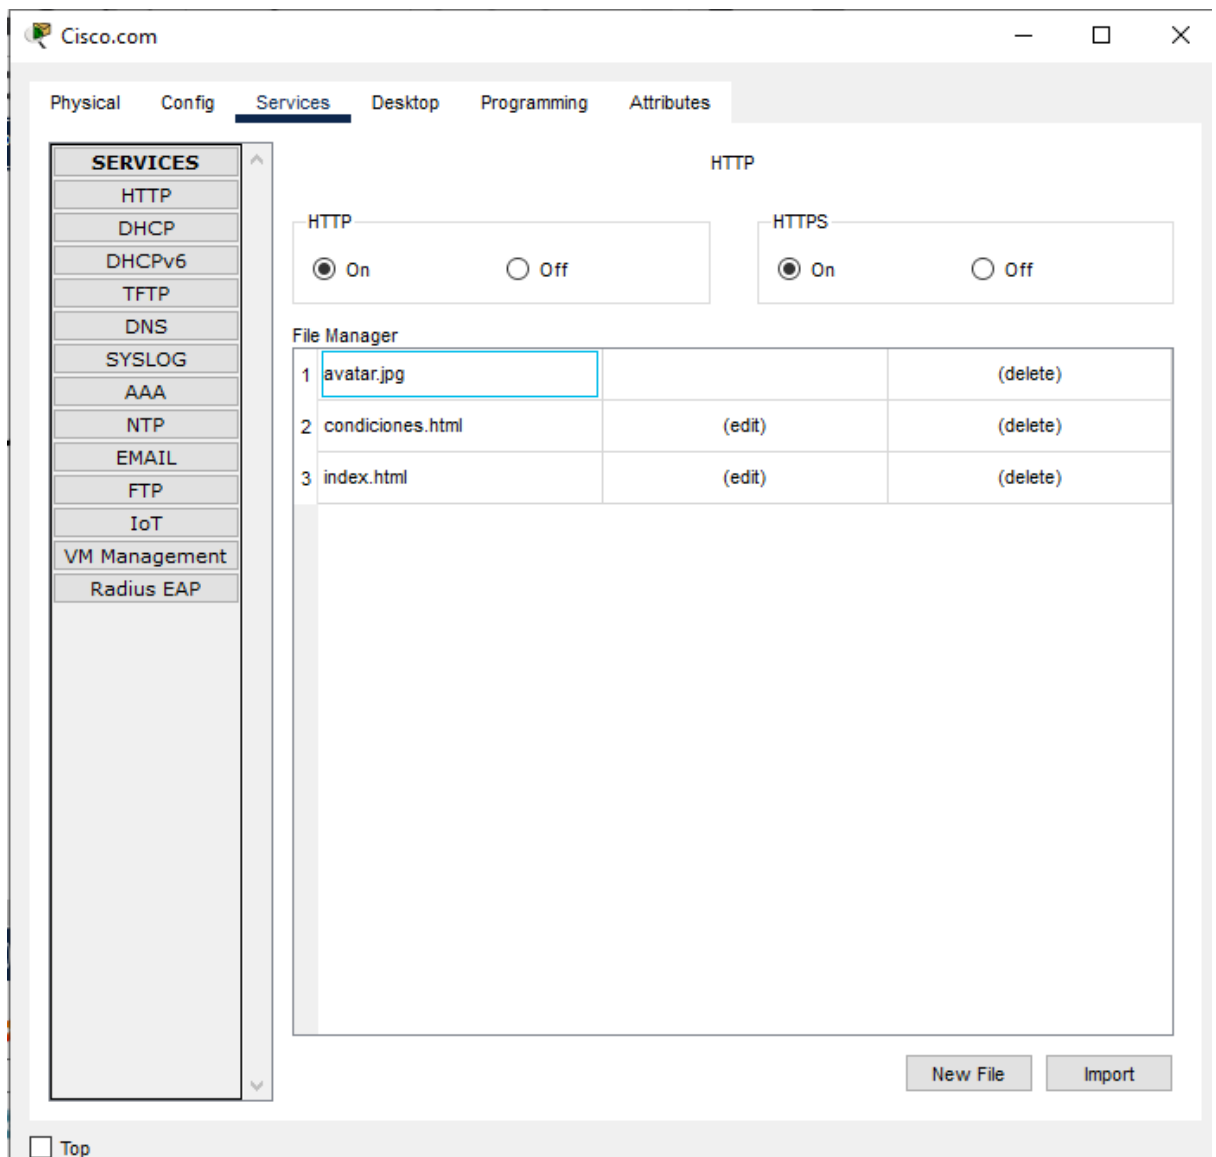 Cisco.com
Physical Config Services Desktop Programming Attributes
SERVICES
HTTP
DHCP
DHCPv6
TFTP
DNS
SYSLOG
AAA
NTP
EMAIL
FTP
IoT
VM Management
Radius EAP
HTTP
HTTP
On Off
HTTPS
On Off
File Manager
1 avatar.jpg (delete)
2 condiciones.html (edit) (delete)
3 index.html (edit) (delete)
New File Import
Top